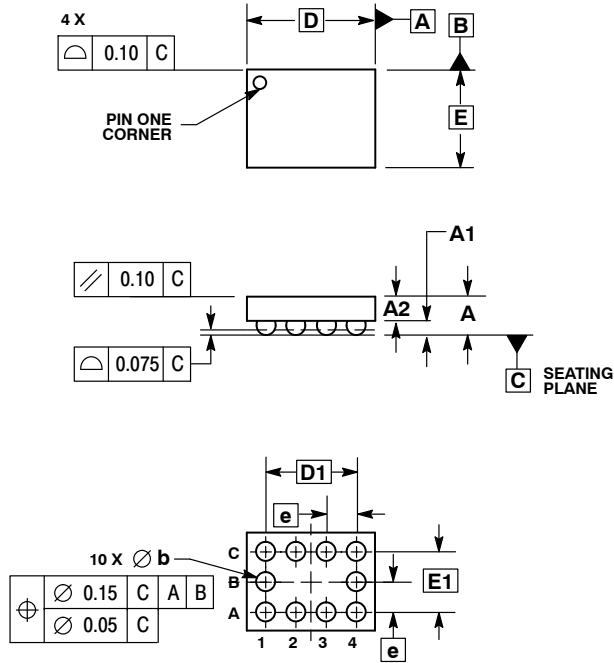 4 X
⌓ 0.10 C
D
A
B
PIN ONE
CORNER
E
A1
⫽ 0.10 C
A2
A
⌓ 0.075 C
C
SEATING
PLANE
D1
e
10 X ∅ b
C
B
A
E1
⌖ ∅ 0.15 C A B
∅ 0.05 C
1 2 3 4
e